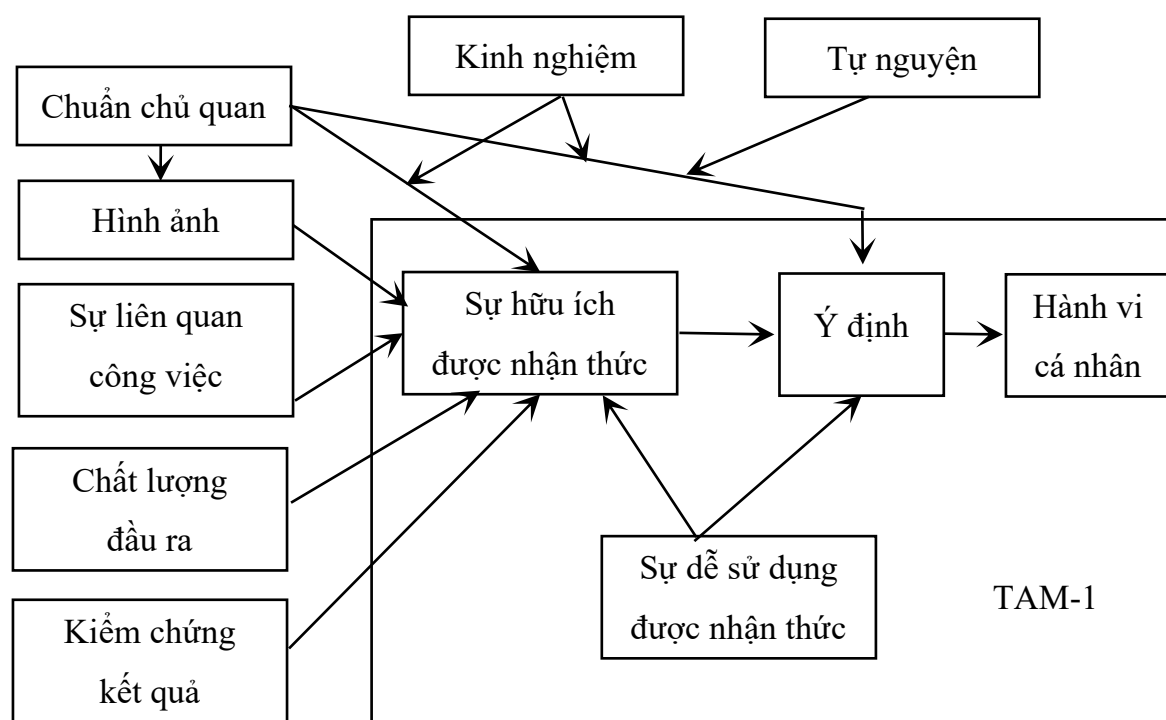 Kinh nghiệm
Tự nguyện
Chuẩn chủ quan
Hình ảnh
Sự liên quan
công việc
Sự hữu ích
được nhận thức
Ý định
Hành vi
cá nhân
Chất lượng
đầu ra
Sự dễ sử dụng
được nhận thức
TAM-1
Kiểm chứng
kết quả